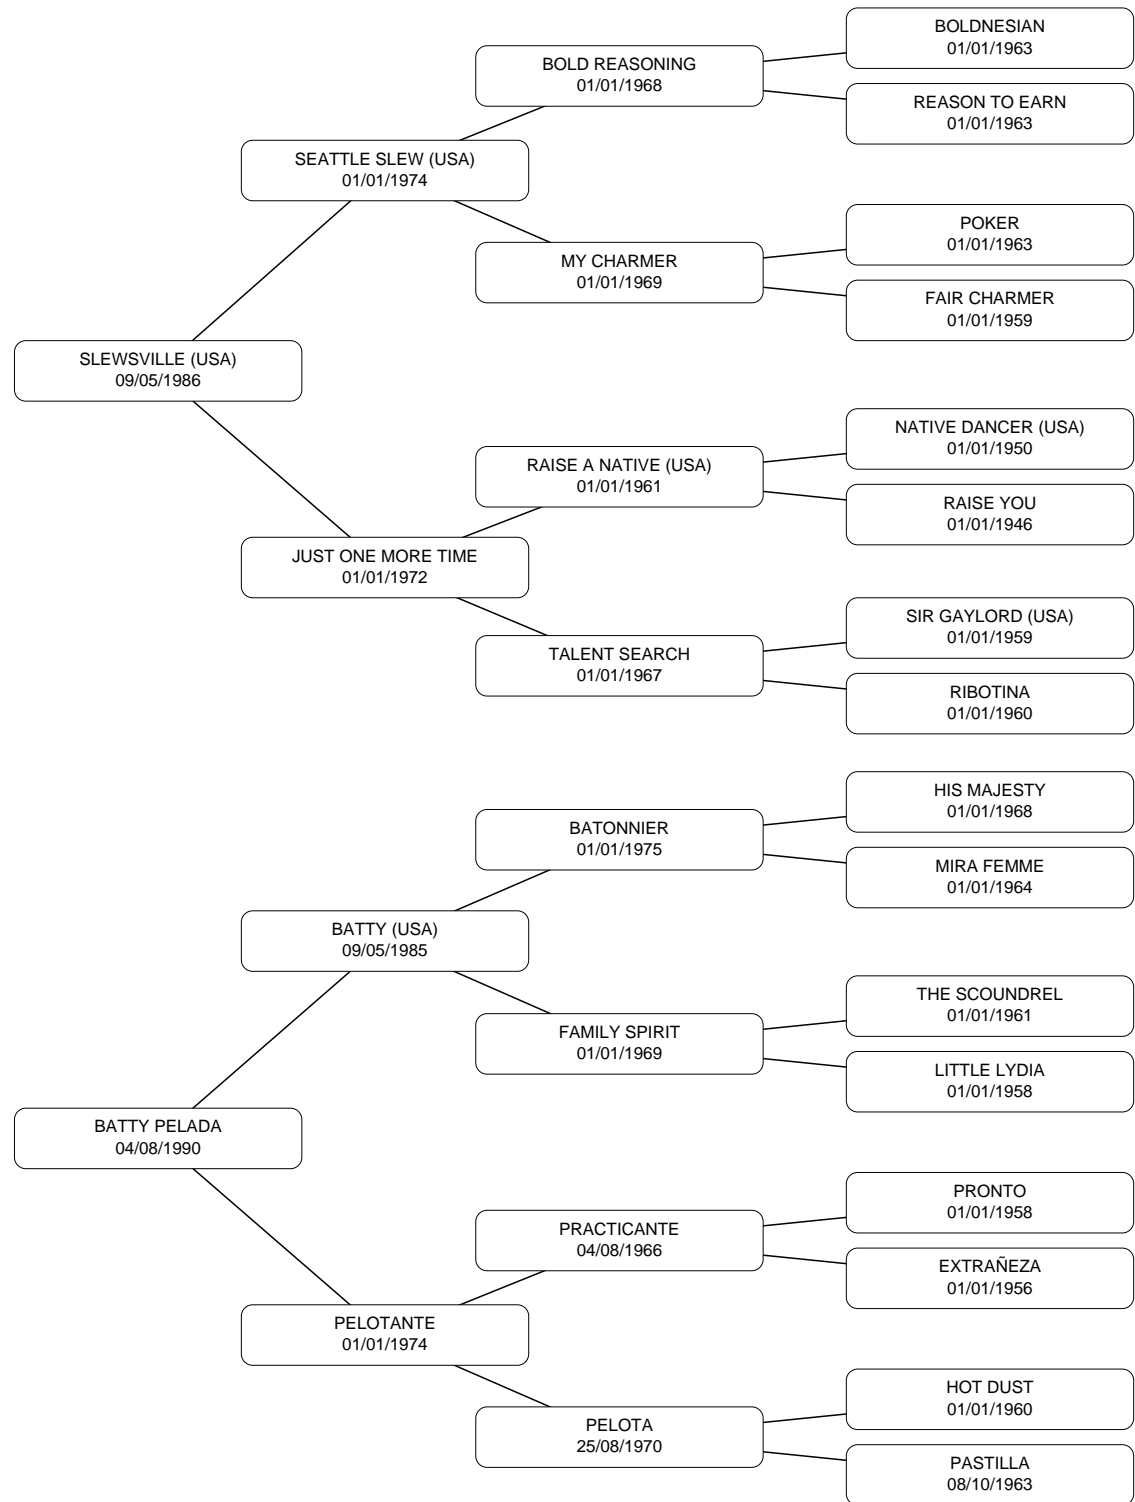 BOLDNESIAN
01/01/1963
BOLD REASONING
01/01/1968
REASON TO EARN
01/01/1963
SEATTLE SLEW (USA)
01/01/1974
POKER
01/01/1963
MY CHARMER
01/01/1969
FAIR CHARMER
01/01/1959
SLEWSVILLE (USA)
09/05/1986
NATIVE DANCER (USA)
01/01/1950
RAISE A NATIVE (USA)
01/01/1961
RAISE YOU
01/01/1946
JUST ONE MORE TIME
01/01/1972
SIR GAYLORD (USA)
01/01/1959
TALENT SEARCH
01/01/1967
RIBOTINA
01/01/1960
HIS MAJESTY
01/01/1968
BATONNIER
01/01/1975
MIRA FEMME
01/01/1964
BATTY (USA)
09/05/1985
THE SCOUNDREL
01/01/1961
FAMILY SPIRIT
01/01/1969
LITTLE LYDIA
01/01/1958
BATTY PELADA
04/08/1990
PRONTO
01/01/1958
PRACTICANTE
04/08/1966
EXTRAÑEZA
01/01/1956
PELOTANTE
01/01/1974
HOT DUST
01/01/1960
PELOTA
25/08/1970
PASTILLA
08/10/1963